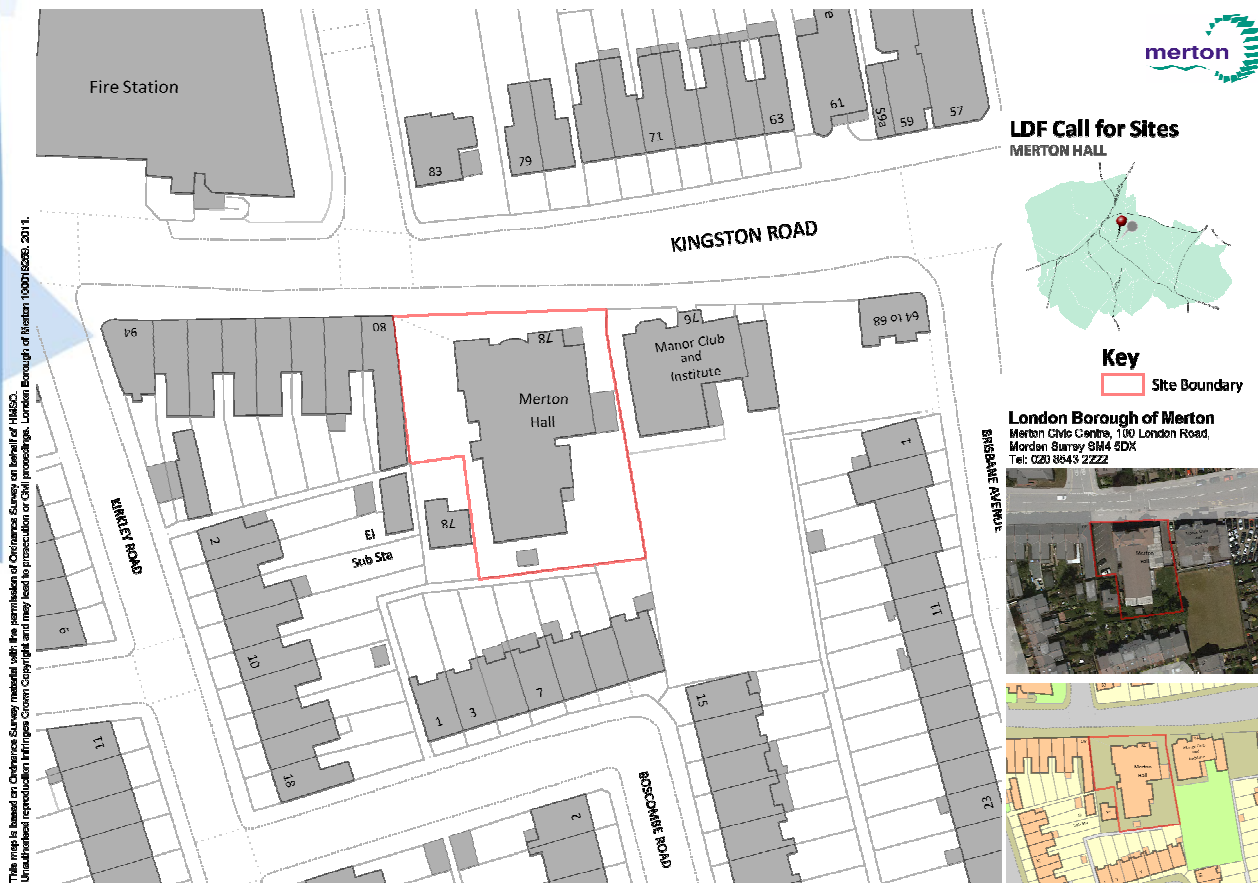 merton
LDF Call for Sites
MERTON HALL
Key
Site Boundary
London Borough of Merton
Merton Civic Centre, 100 London Road,
Morden Surrey SM4 5DX
Tel: 020 8543 2222
Fire Station
83
79
71
63
61
59a
59
57
KINGSTON ROAD
94
80
78
Merton
Hall
76
Manor Club
and
Institute
64 to 68
BRISBANE AVENUE
1
11
23
KIRKLEY ROAD
2
10
18
El
Sub Sta
78
6
11
1
3
7
15
2
BOSCOMBE ROAD
This map is based on Ordnance Survey material with the permission of Ordnance Survey on behalf of HMSO.
Unauthorised reproduction infringes Crown Copyright and may lead to prosecution or Civil proceedings. London Borough of Merton 100019259. 2011.
Merton
Hall
Merton
Hall